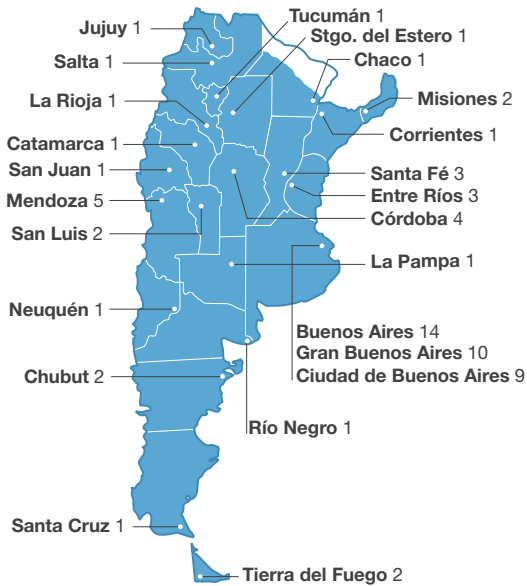 Tucumán 1
Jujuy 1
Stgo. del Estero 1
Salta 1
Chaco 1
La Rioja 1
Misiones 2
Corrientes 1
Catamarca 1
San Juan 1
Santa Fé 3
Mendoza 5
Entre Ríos 3
Córdoba 4
San Luis 2
La Pampa 1
Neuquén 1
Buenos Aires 14
Gran Buenos Aires 10
Ciudad de Buenos Aires 9
Chubut 2
Río Negro 1
Santa Cruz 1
Tierra del Fuego 2